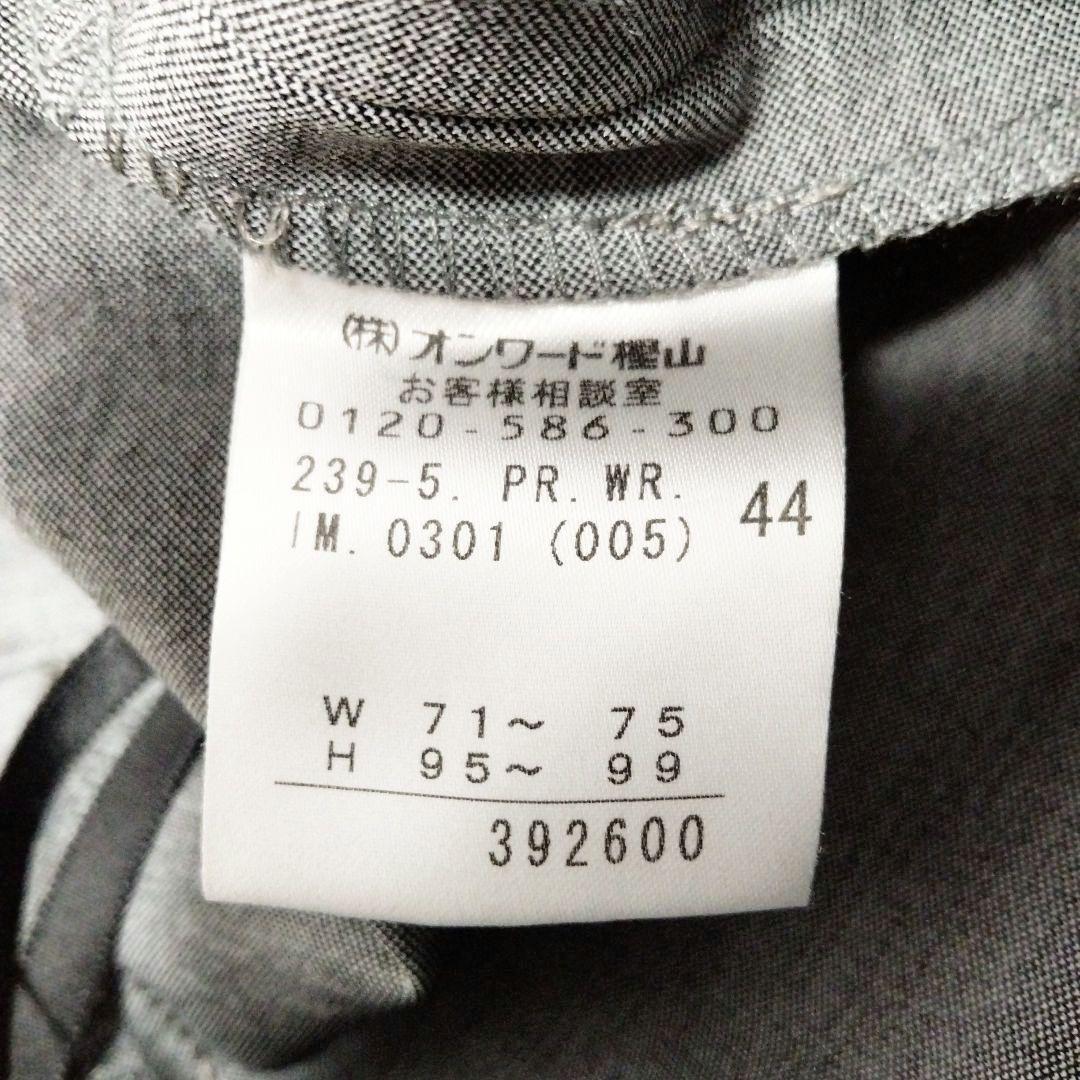 (株)オンワード樫山
お客様相談室
0120-586-300
239-5. PR. WR.
IM. 0301 (005) 44
W 71～ 75
H 95～ 99
392600